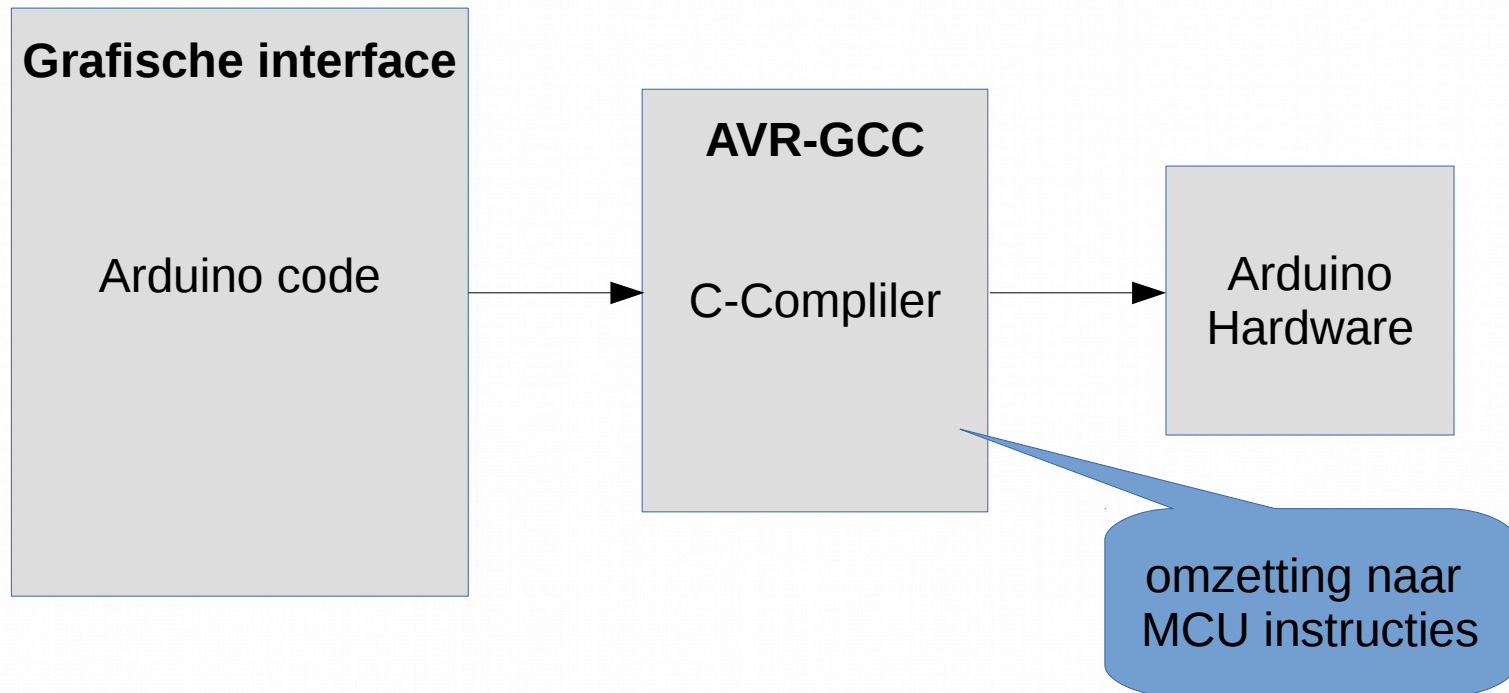 Grafische interface
Arduino code
AVR-GCC
C-Compliler
Arduino
Hardware
omzetting naar
MCU instructies